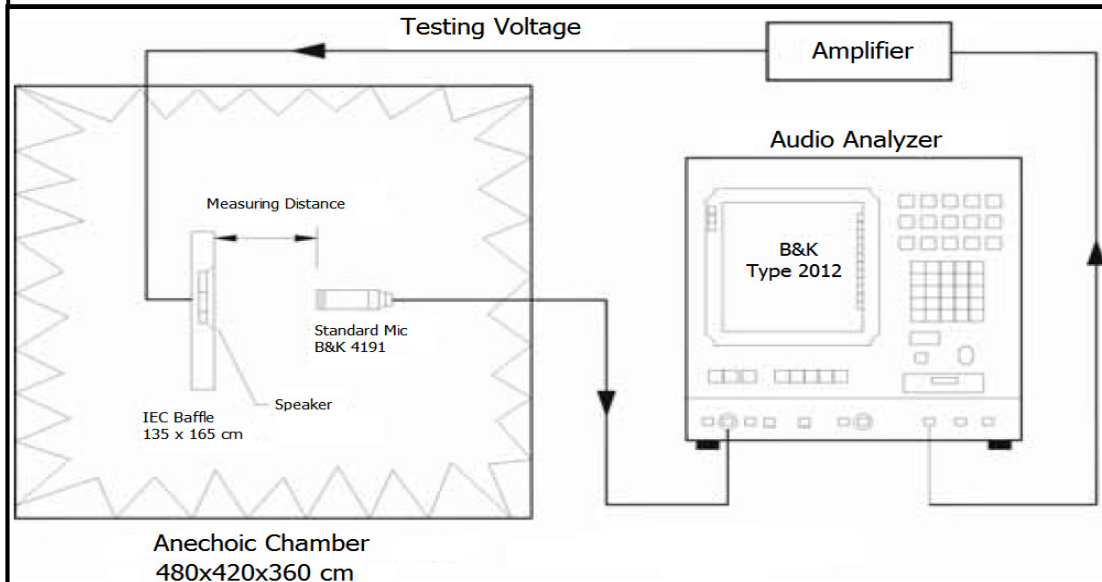 Testing Voltage
Amplifier
Audio Analyzer
Measuring Distance
B&K
Type 2012
Standard Mic
B&K 4191
Speaker
IEC Baffle
135 x 165 cm
Anechoic Chamber
480x420x360 cm